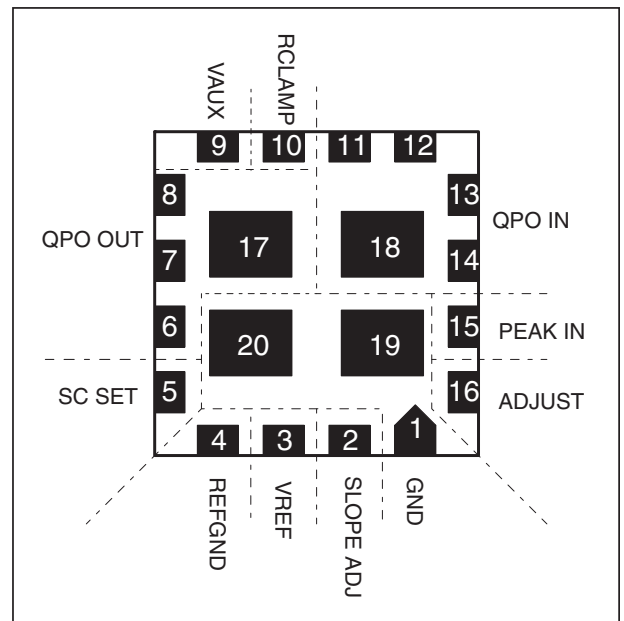 VAUX
RCLAMP
9
10
11
12
8
13
QPO OUT
QPO IN
17
18
7
14
6
15
PEAK IN
20
19
SC SET
5
16
ADJUST
4
3
2
1
REFGND
VREF
SLOPE ADJ
GND